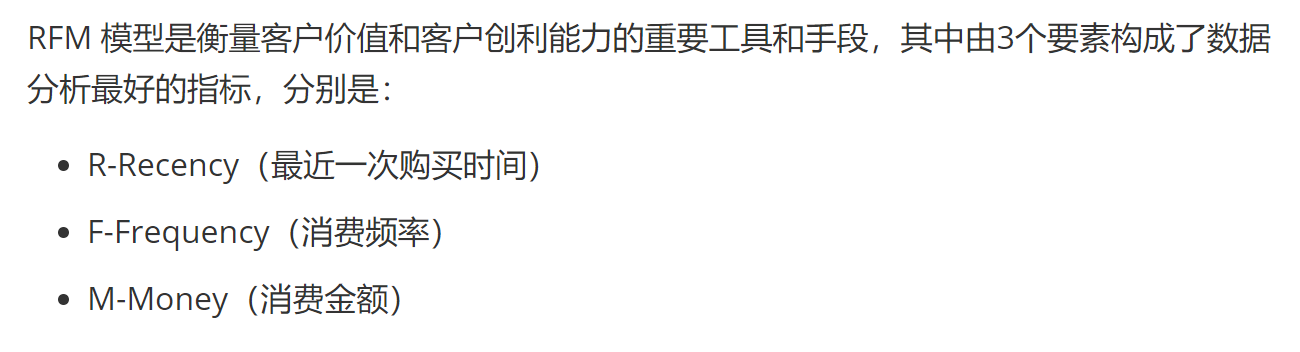 RFM 模型是衡量客户价值和客户创利能力的重要工具和手段，其中由3个要素构成了数据
分析最好的指标，分别是：
• R-Recency（最近一次购买时间）
• F-Frequency（消费频率）
• M-Money（消费金额）